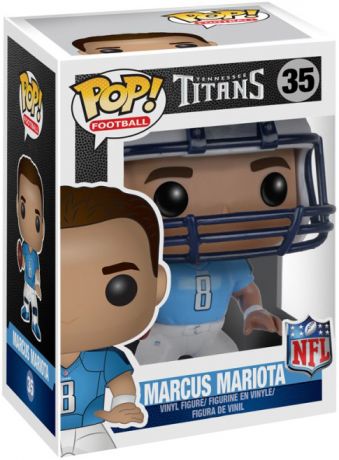 POP!
FOOTBALL
TENNESSEE
TITANS
35
8
NFL
MARCUS MARIOTA
VINYL FIGURE/ FIGURINE EN VINYLE/
FIGURA DE VINIL
8
MARCUS MARIOTA
35